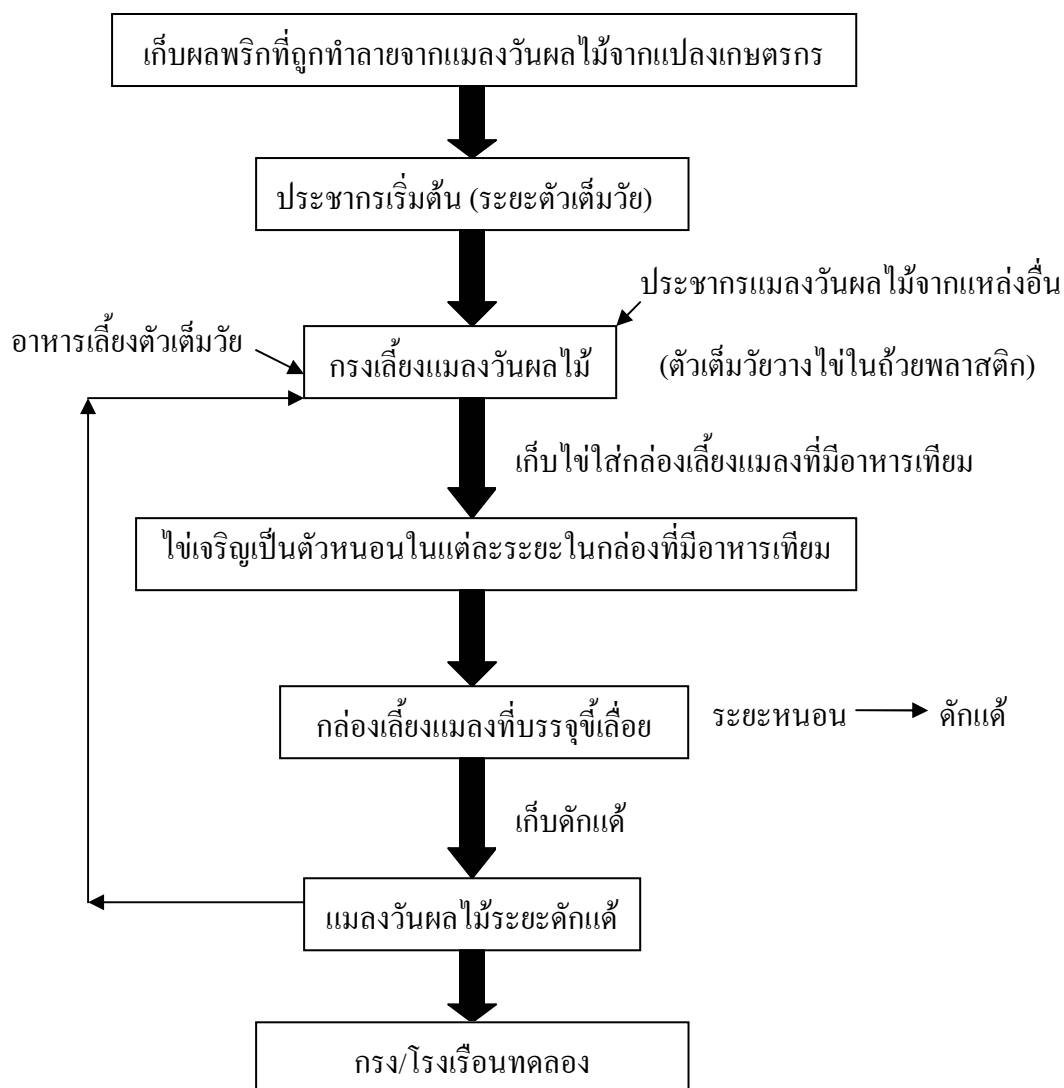 เก็บผลพริกที่ถูกทำลายจากแมลงวันผลไม้จากแปลงเกษตรกร
ประชากรเริ่มต้น (ระยะตัวเต็มวัย)
ประชากรแมลงวันผลไม้จากแหล่งอื่น
อาหารเลี้ยงตัวเต็มวัย
กรงเลี้ยงแมลงวันผลไม้
(ตัวเต็มวัยวางไข่ในถ้วยพลาสติก)
เก็บไข่ใส่กล่องเลี้ยงแมลงที่มีอาหารเทียม
ไข่เจริญเป็นตัวหนอนในแต่ละระยะในกล่องที่มีอาหารเทียม
กล่องเลี้ยงแมลงที่บรรจุขี้เลื่อย
ระยะหนอน
ดักแด้
เก็บดักแด้
แมลงวันผลไม้ระยะดักแด้
กรง/โรงเรือนทดลอง